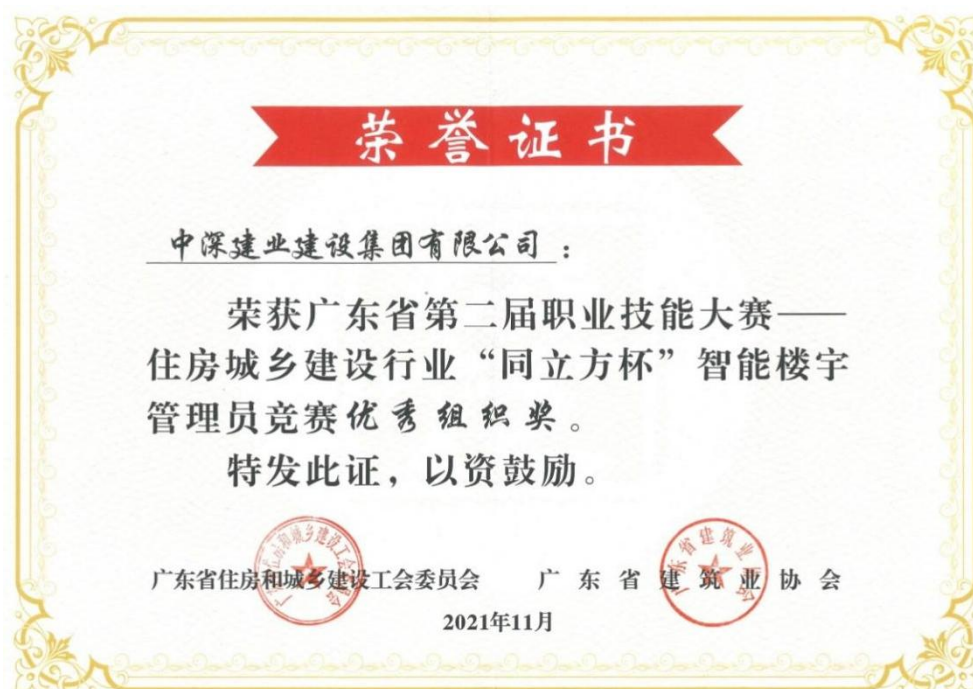 荣誉证书
中深建业建设集团有限公司：
荣获广东省第二届职业技能大赛——
住房城乡建设行业“同立方杯”智能楼宇
管理员竞赛优秀组织奖。
特发此证，以资鼓励。
广东省住房和城乡建设工会委员会 广东省建筑业协会
2021年11月